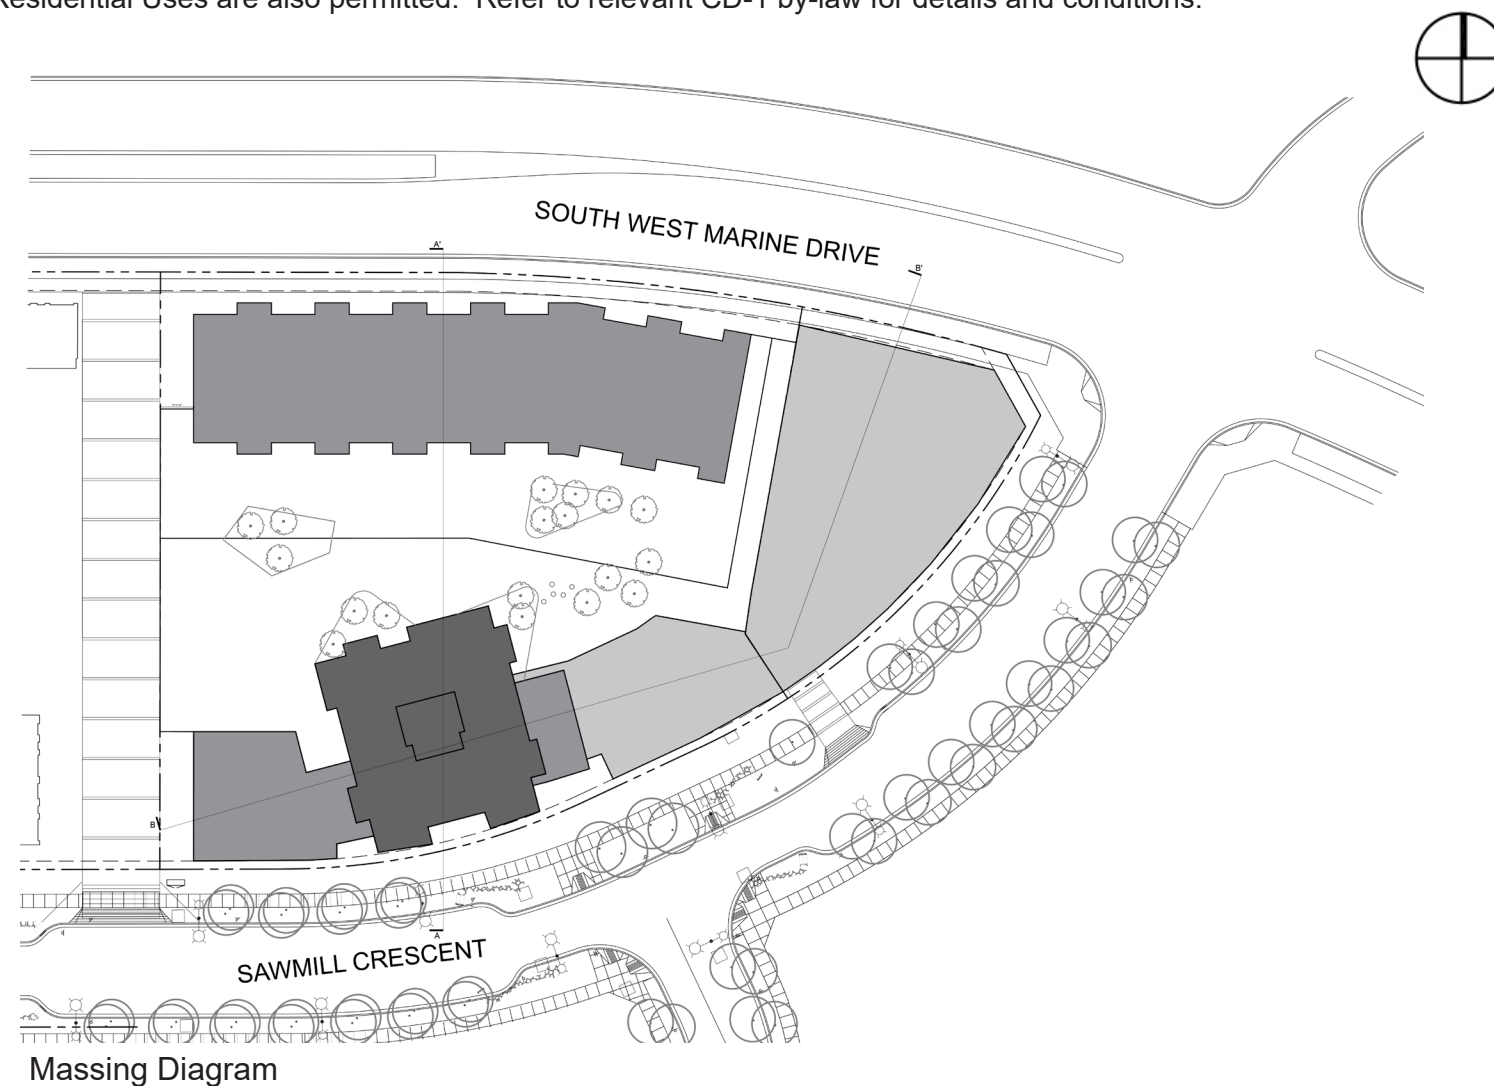 Residential Uses are also permitted. Refer to relevant CD-1 by-law for details and conditions.
SOUTH WEST MARINE DRIVE
A'
B'
B
A
SAWMILL CRESCENT
Massing Diagram